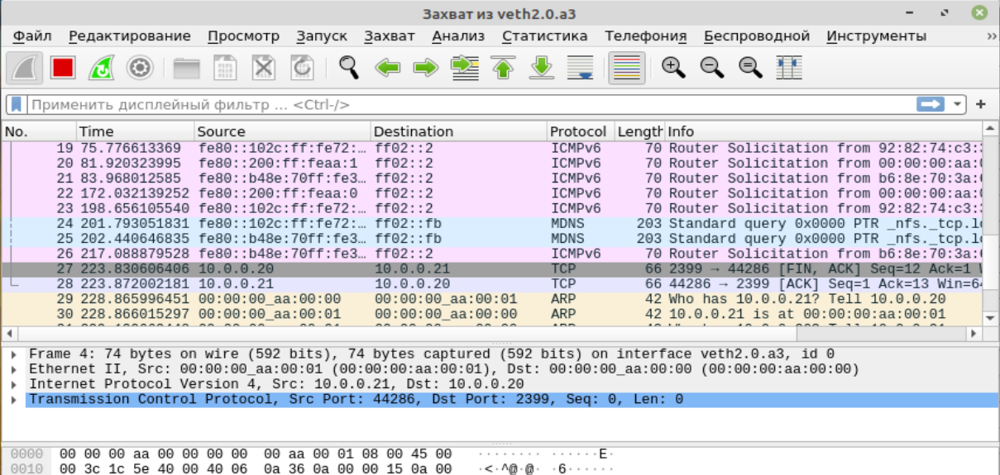 Захват из veth2.0.a3
Файл Редактирование Просмотр Запуск Захват Анализ Статистика Телефония Беспроводной Инструменты »
Применить дисплейный фильтр ... <Ctrl-/>
No. Time Source Destination Protocol Length Info
19 75.776613369 fe80::102c:ff:fe72:… ff02::2 ICMPv6 70 Router Solicitation from 92:82:74:c3:
20 81.920323995 fe80::200:ff:feaa:1 ff02::2 ICMPv6 70 Router Solicitation from 00:00:00:aa:
21 83.968012585 fe80::b48e:70ff:fe3… ff02::2 ICMPv6 70 Router Solicitation from b6:8e:70:3a:
22 172.032139252 fe80::200:ff:feaa:0 ff02::2 ICMPv6 70 Router Solicitation from 00:00:00:aa:
23 198.656105540 fe80::102c:ff:fe72:… ff02::2 ICMPv6 70 Router Solicitation from 92:82:74:c3:
24 201.793051831 fe80::102c:ff:fe72:… ff02::fb MDNS 203 Standard query 0x0000 PTR _nfs._tcp.l
25 202.440646835 fe80::b48e:70ff:fe3… ff02::fb MDNS 203 Standard query 0x0000 PTR _nfs._tcp.l
26 217.088879528 fe80::b48e:70ff:fe3… ff02::2 ICMPv6 70 Router Solicitation from b6:8e:70:3a:
27 223.830606406 10.0.0.20 10.0.0.21 TCP 66 2399 → 44286 [FIN, ACK] Seq=12 Ack=1
28 223.872002181 10.0.0.21 10.0.0.20 TCP 66 44286 → 2399 [ACK] Seq=1 Ack=13 Win=6
29 228.865996451 00:00:00_aa:00:00 00:00:00_aa:00:01 ARP 42 Who has 10.0.0.21? Tell 10.0.0.20
30 228.866015297 00:00:00_aa:00:01 00:00:00_aa:00:00 ARP 42 10.0.0.21 is at 00:00:00:aa:00:01
Frame 4: 74 bytes on wire (592 bits), 74 bytes captured (592 bits) on interface veth2.0.a3, id 0
Ethernet II, Src: 00:00:00_aa:00:01 (00:00:00:aa:00:01), Dst: 00:00:00_aa:00:00 (00:00:00:aa:00:00)
Internet Protocol Version 4, Src: 10.0.0.21, Dst: 10.0.0.20
Transmission Control Protocol, Src Port: 44286, Dst Port: 2399, Seq: 0, Len: 0
0000 00 00 00 aa 00 00 00 00 00 aa 00 01 08 00 45 00 ········ ······E·
0010 00 3c 1c 5e 40 00 40 06 0a 36 0a 00 00 15 0a 00 ·<·^@·@· ·6······